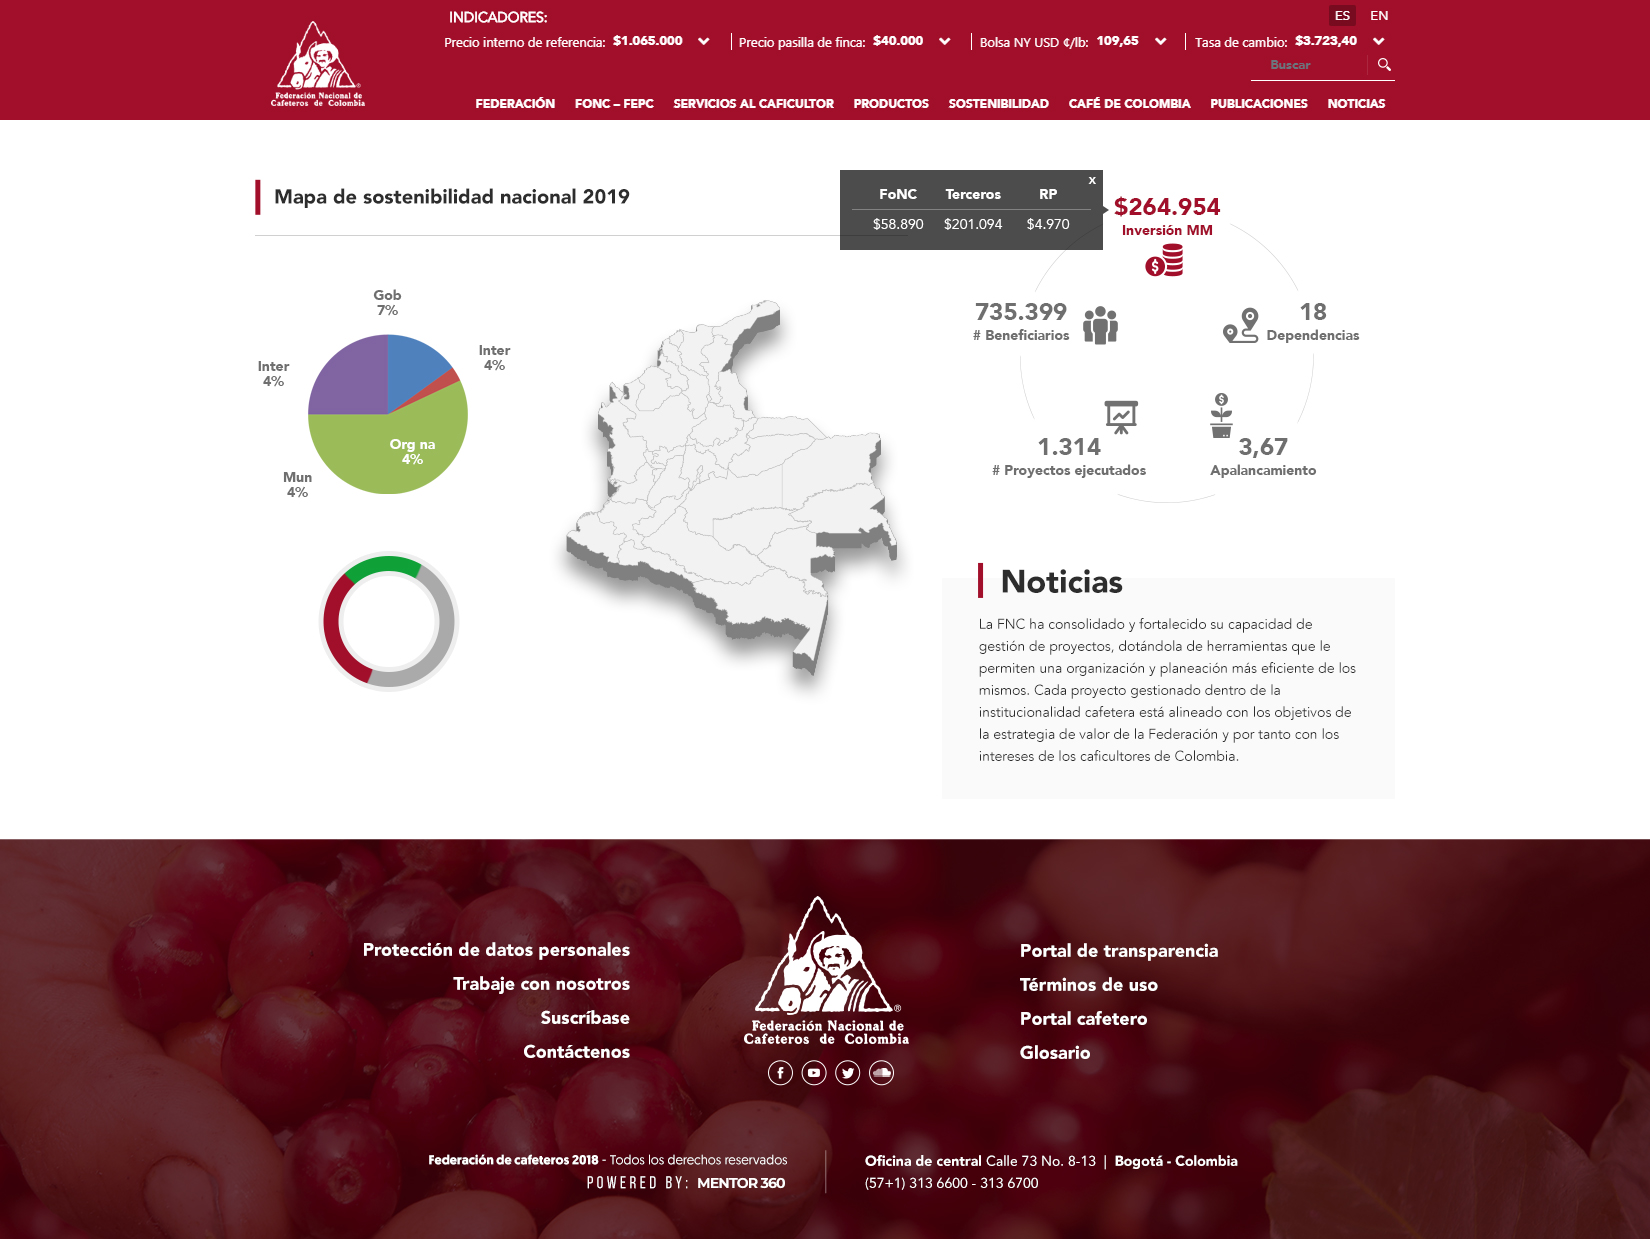 INDICADORES:
ES EN
Precio interno de referencia: $1.065.000
Precio pasilla de finca: $40.000
Bolsa NY USD ¢/lb: 109,65
Tasa de cambio: $3.723,40
Buscar
Federación Nacional de
Cafeteros de Colombia
FEDERACIÓN FONC – FEPC SERVICIOS AL CAFICULTOR PRODUCTOS SOSTENIBILIDAD CAFÉ DE COLOMBIA PUBLICACIONES NOTICIAS
Mapa de sostenibilidad nacional 2019
x
FoNC Terceros RP
$58.890 $201.094 $4.970
$264.954
Inversión MM
735.399
# Beneficiarios
18
Dependencias
1.314
# Proyectos ejecutados
3,67
Apalancamiento
Gob
7%
Inter
4%
Inter
4%
Org na
4%
Mun
4%
Noticias
La FNC ha consolidado y fortalecido su capacidad de
gestión de proyectos, dotándola de herramientas que le
permiten una organización y planeación más eficiente de los
mismos. Cada proyecto gestionado dentro de la
institucionalidad cafetera está alineado con los objetivos de
la estrategia de valor de la Federación y por tanto con los
intereses de los caficultores de Colombia.
Protección de datos personales
Trabaje con nosotros
Suscríbase
Contáctenos
®
Federación Nacional de
Cafeteros de Colombia
Portal de transparencia
Términos de uso
Portal cafetero
Glosario
Federación de cafeteros 2018 - Todos los derechos reservados
POWERED BY: MENTOR 360
Oficina de central Calle 73 No. 8-13 | Bogotá - Colombia
(57+1) 313 6600 - 313 6700